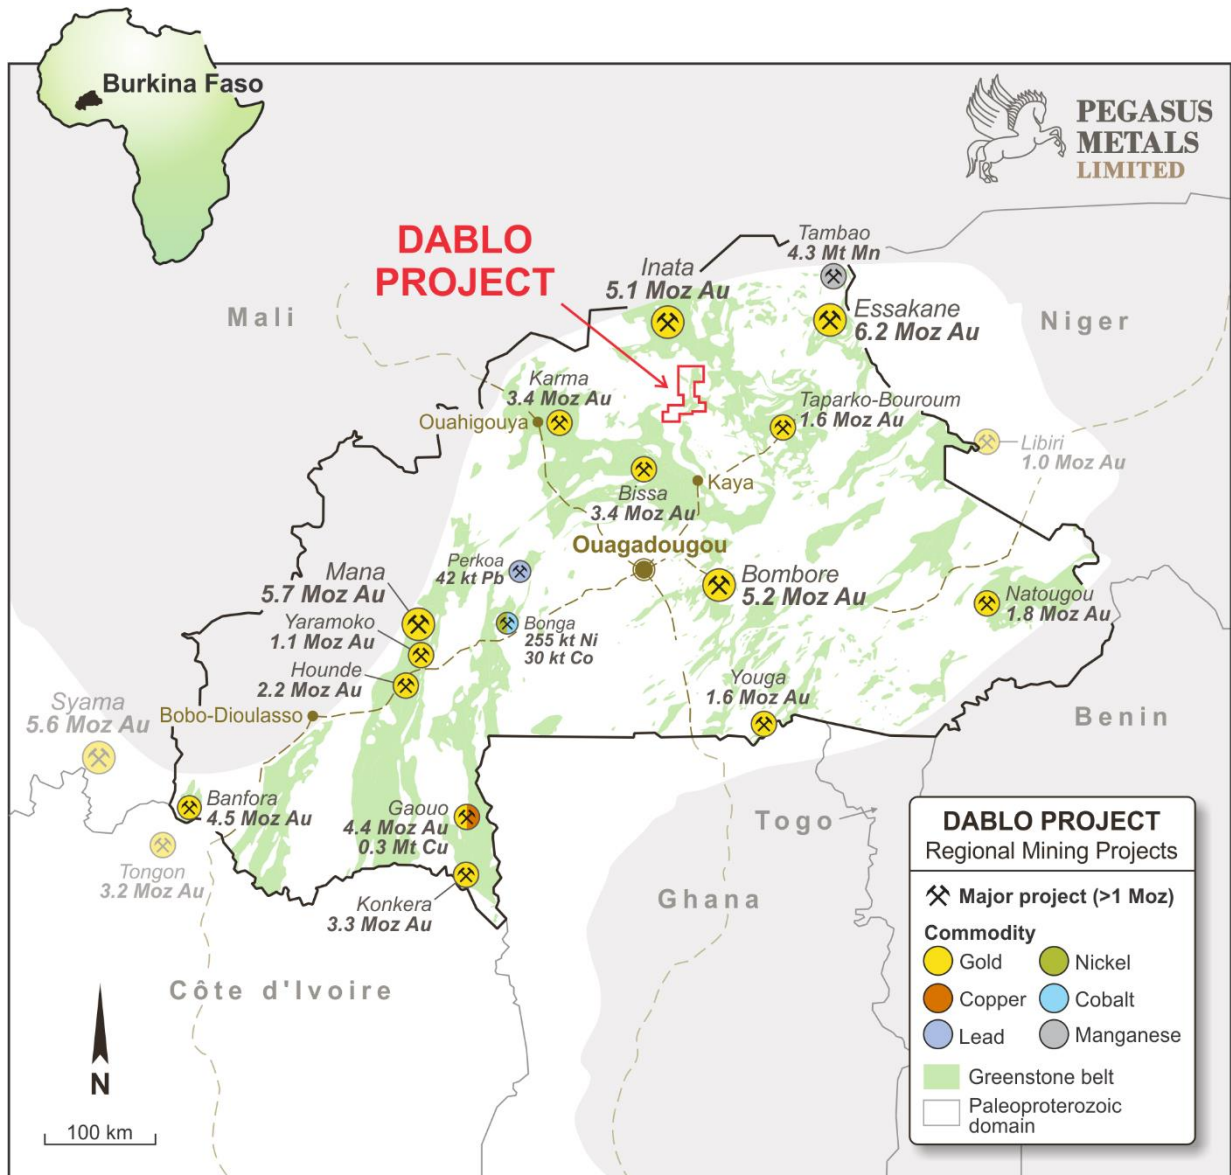 Burkina Faso
PEGASUS
METALS
LIMITED
DABLO
PROJECT
Tambao
4.3 Mt Mn
Inata
5.1 Moz Au
Mali
Essakane
6.2 Moz Au
Niger
Karma
3.4 Moz Au
Ouahigouya
Taparko-Bouroum
1.6 Moz Au
Libiri
1.0 Moz Au
Kaya
Bissa
3.4 Moz Au
Ouagadougou
Perkoa
42 kt Pb
Mana
5.7 Moz Au
Bombore
5.2 Moz Au
Natougou
1.8 Moz Au
Yaramoko
1.1 Moz Au
Bonga
255 kt Ni
30 kt Co
Hounde
2.2 Moz Au
Youga
1.6 Moz Au
Syama
5.6 Moz Au
Bobo-Dioulasso
Benin
Banfora
4.5 Moz Au
Gaouo
4.4 Moz Au
0.3 Mt Cu
Togo
Tongon
3.2 Moz Au
Konkera
3.3 Moz Au
Ghana
Côte d'Ivoire
N
100 km
DABLO PROJECT
Regional Mining Projects
Major project (>1 Moz)
Commodity
Gold
Nickel
Copper
Cobalt
Lead
Manganese
Greenstone belt
Paleoproterozoic
domain